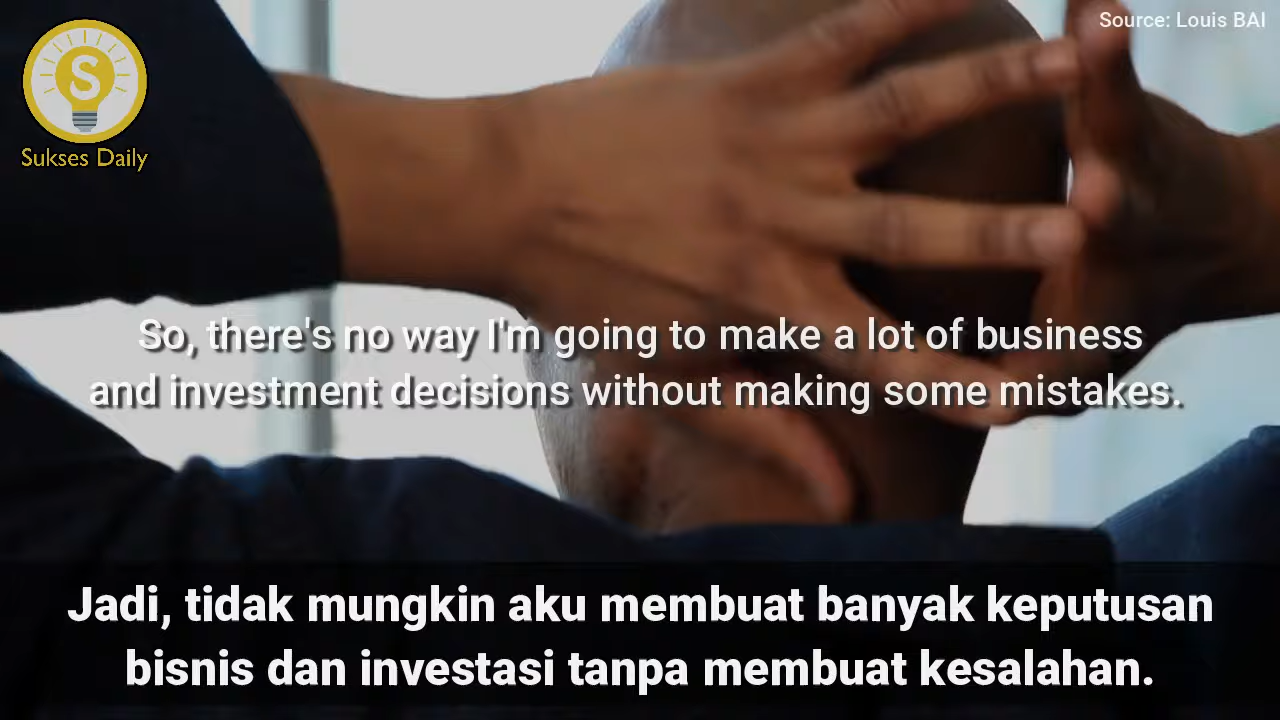 Source: Louis BAI
S
Sukses Daily
So, there's no way I'm going to make a lot of business
and investment decisions without making some mistakes.
Jadi, tidak mungkin aku membuat banyak keputusan
bisnis dan investasi tanpa membuat kesalahan.